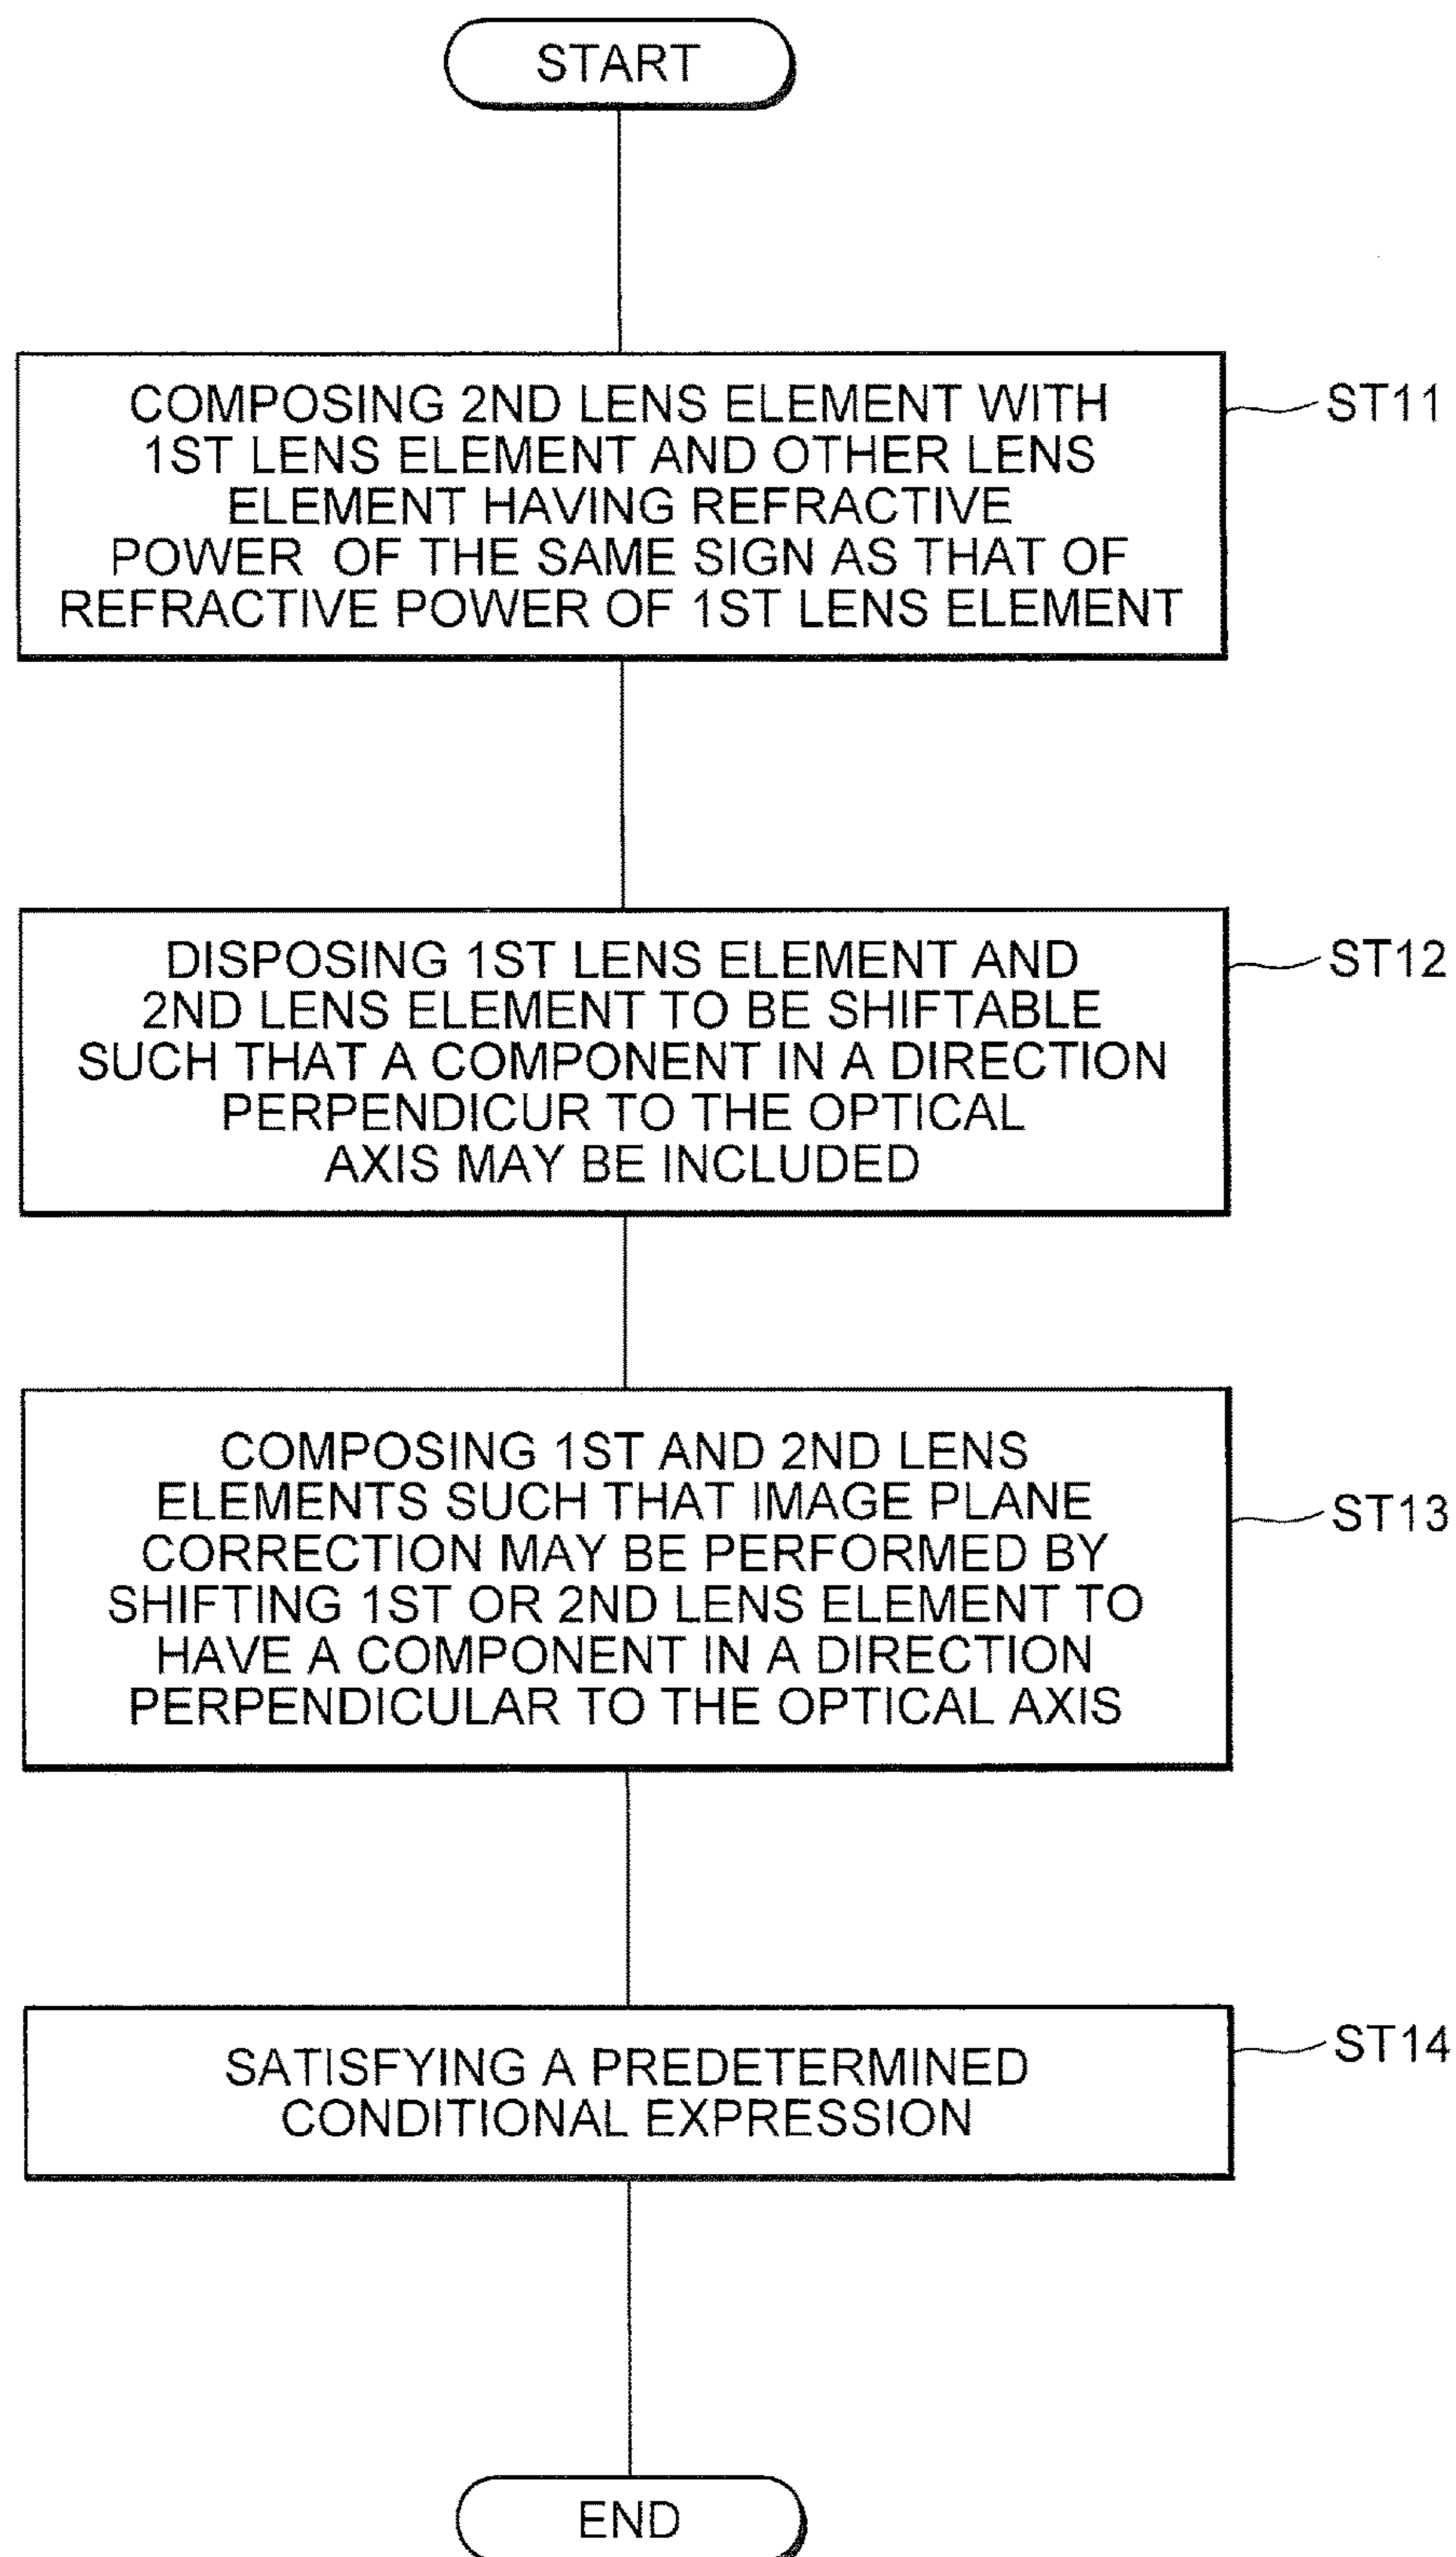 START
COMPOSING 2ND LENS ELEMENT WITH
1ST LENS ELEMENT AND OTHER LENS
ELEMENT HAVING REFRACTIVE
POWER OF THE SAME SIGN AS THAT OF
REFRACTIVE POWER OF 1ST LENS ELEMENT
ST11
DISPOSING 1ST LENS ELEMENT AND
2ND LENS ELEMENT TO BE SHIFTABLE
SUCH THAT A COMPONENT IN A DIRECTION
PERPENDICUR TO THE OPTICAL
AXIS MAY BE INCLUDED
ST12
COMPOSING 1ST AND 2ND LENS
ELEMENTS SUCH THAT IMAGE PLANE
CORRECTION MAY BE PERFORMED BY
SHIFTING 1ST OR 2ND LENS ELEMENT TO
HAVE A COMPONENT IN A DIRECTION
PERPENDICULAR TO THE OPTICAL AXIS
ST13
SATISFYING A PREDETERMINED
CONDITIONAL EXPRESSION
ST14
END